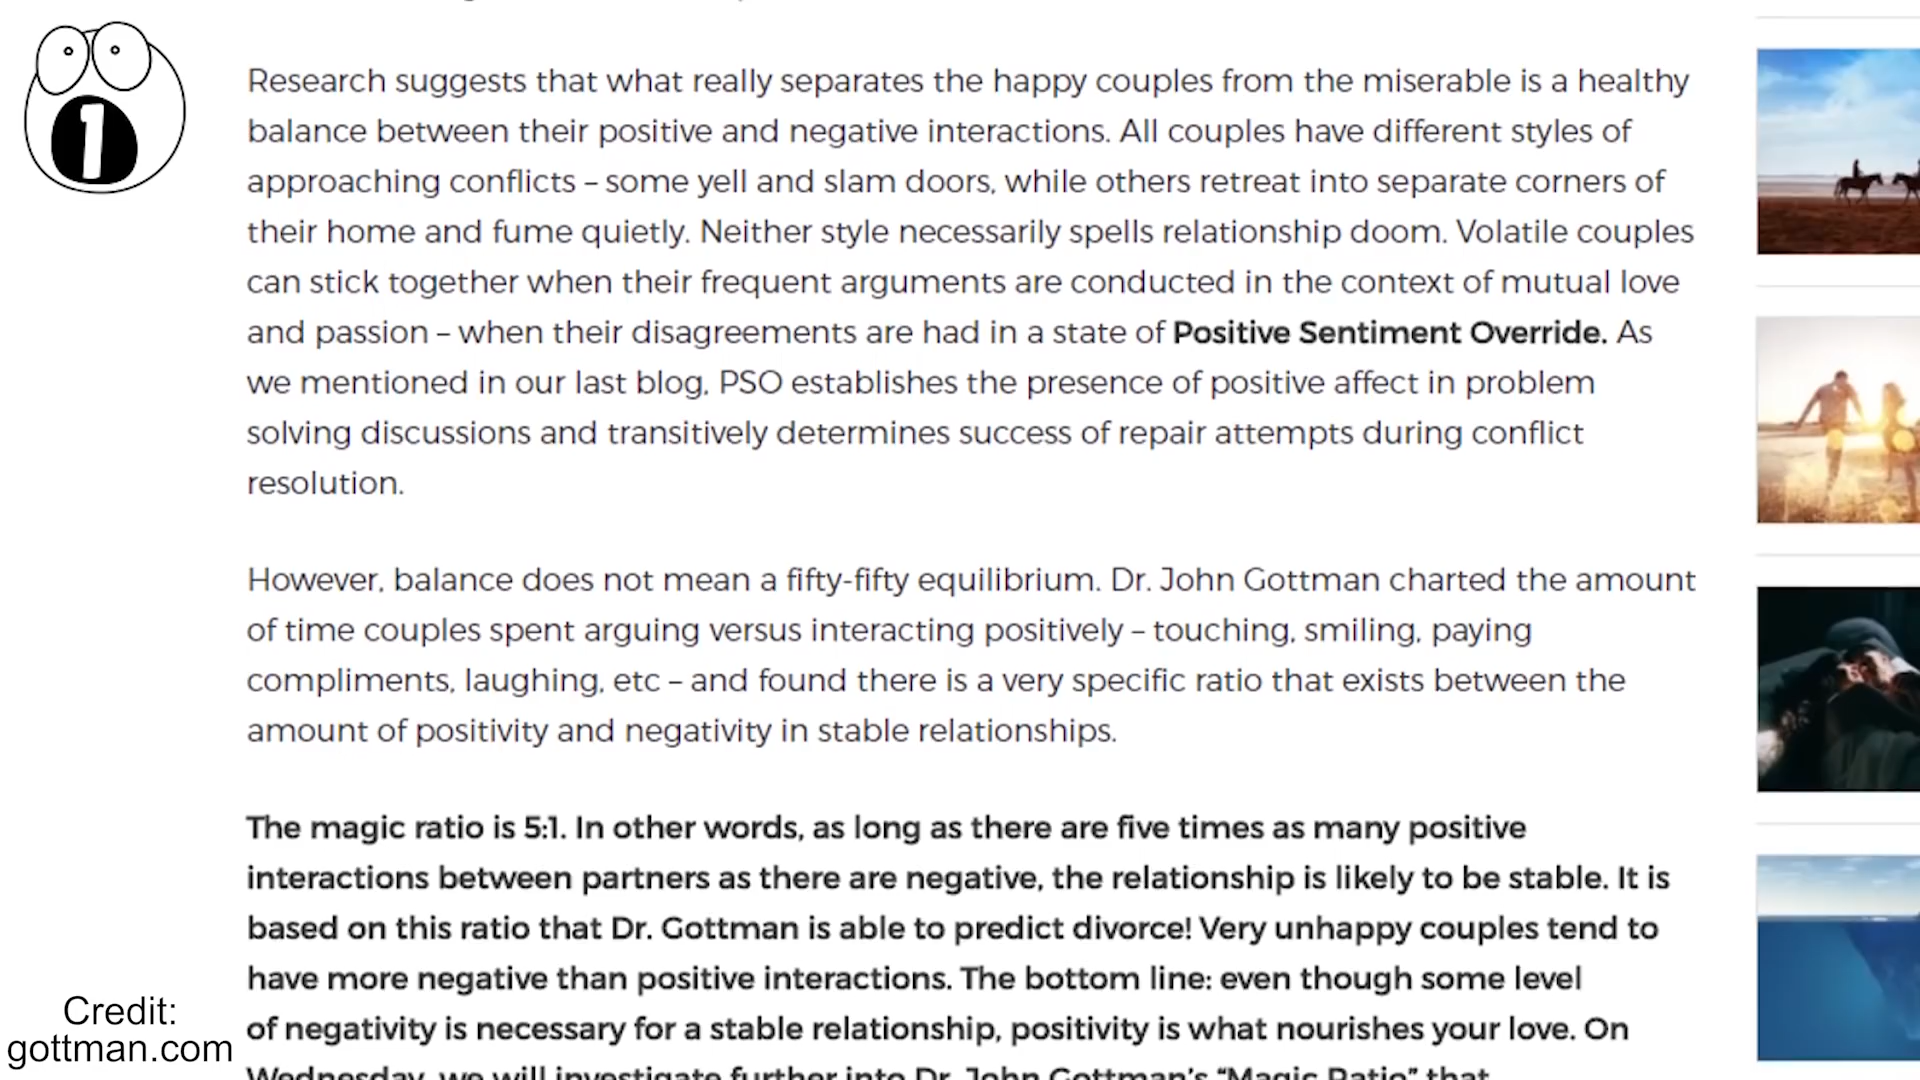 1
Research suggests that what really separates the happy couples from the miserable is a healthy
balance between their positive and negative interactions. All couples have different styles of
approaching conflicts – some yell and slam doors, while others retreat into separate corners of
their home and fume quietly. Neither style necessarily spells relationship doom. Volatile couples
can stick together when their frequent arguments are conducted in the context of mutual love
and passion – when their disagreements are had in a state of Positive Sentiment Override. As
we mentioned in our last blog, PSO establishes the presence of positive affect in problem
solving discussions and transitively determines success of repair attempts during conflict
resolution.
However, balance does not mean a fifty-fifty equilibrium. Dr. John Gottman charted the amount
of time couples spent arguing versus interacting positively – touching, smiling, paying
compliments, laughing, etc – and found there is a very specific ratio that exists between the
amount of positivity and negativity in stable relationships.
The magic ratio is 5:1. In other words, as long as there are five times as many positive
interactions between partners as there are negative, the relationship is likely to be stable. It is
based on this ratio that Dr. Gottman is able to predict divorce! Very unhappy couples tend to
have more negative than positive interactions. The bottom line: even though some level
of negativity is necessary for a stable relationship, positivity is what nourishes your love. On
Wednesday, we will investigate further into Dr. John Gottman's “Magic Ratio” that
Credit:
gottman.com